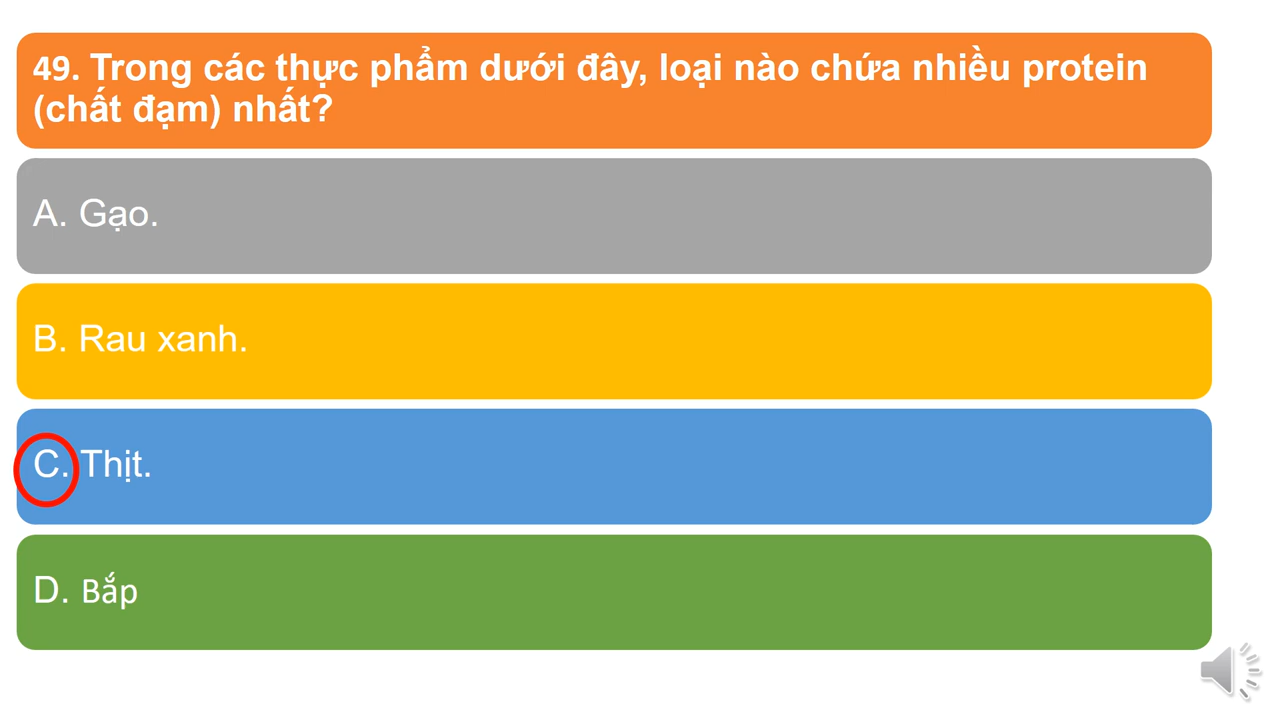 49. Trong các thực phẩm dưới đây, loại nào chứa nhiều protein
(chất đạm) nhất?
A. Gạo.
B. Rau xanh.
C. Thịt.
D. Bắp